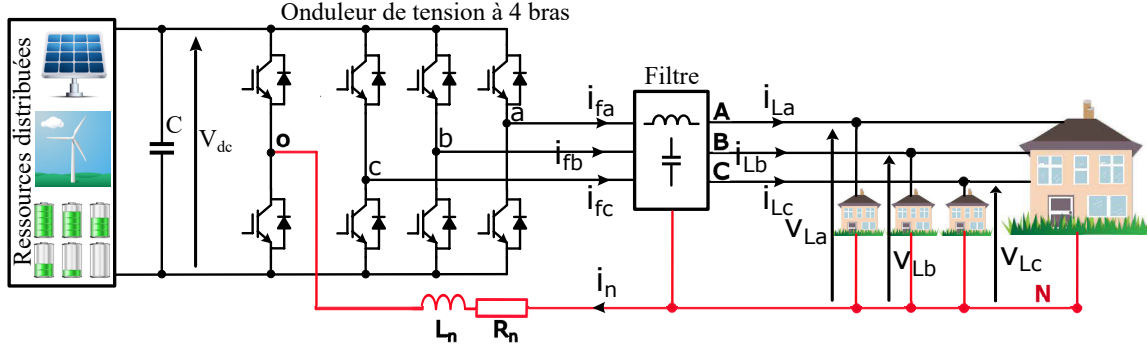 Onduleur de tension à 4 bras
Ressources distribuées
C
Vdc
o
c
b
a
ifa
ifb
ifc
Filtre
A
B
C
iLa
iLb
iLc
VLa
VLb
VLc
N
in
Ln
Rn